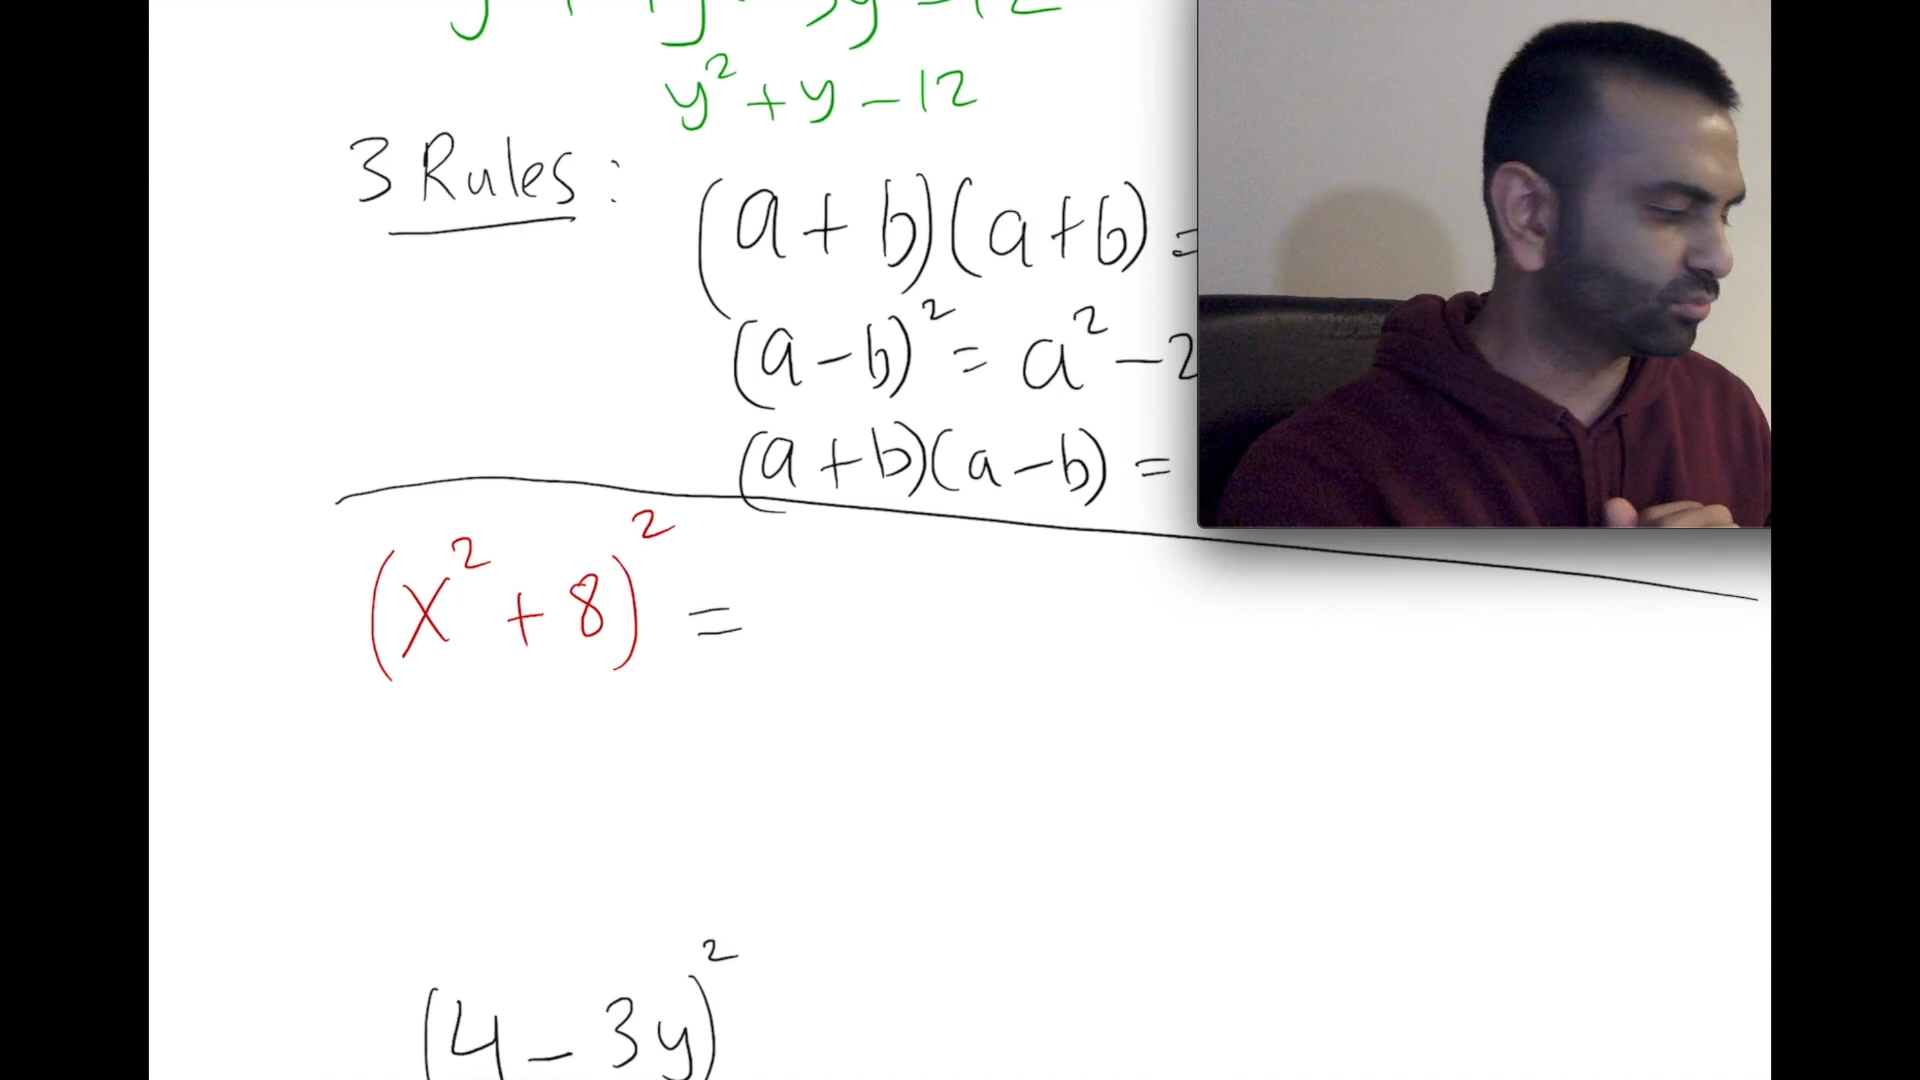 y² + y - 12
3 Rules:
(a + b)(a + b) =
(a - b)² = a² - 2
(a + b)(a - b) =
(x² + 8)² =
(4 - 3y)²